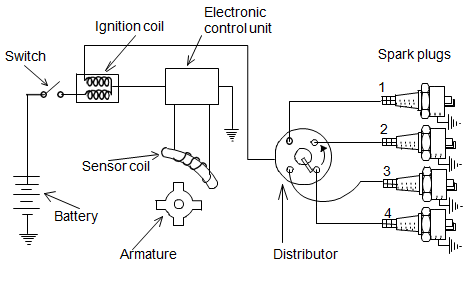 Electronic
control unit
Ignition coil
Switch
Spark plugs
1
2
3
4
Sensor coil
Battery
Armature
Distributor